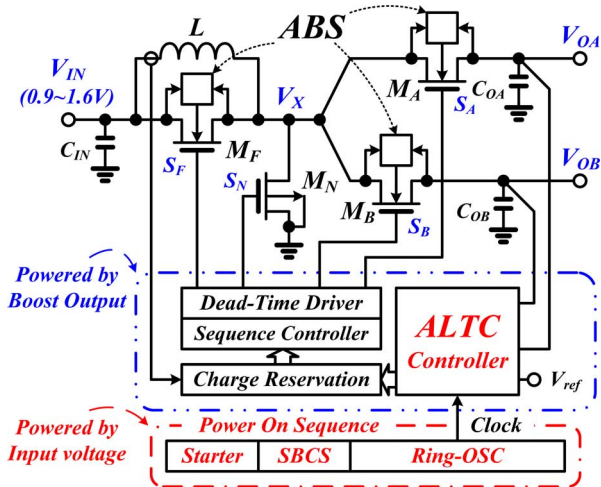 L
ABS
V_IN
(0.9~1.6V)
V_X
M_A
S_A
C_OA
V_OA
C_IN
S_F
M_F
S_N
M_N
M_B
S_B
C_OB
V_OB
Powered by
Boost Output
Dead-Time Driver
Sequence Controller
Charge Reservation
ALTC
Controller
V_ref
Powered by
Input voltage
Power On Sequence
Clock
Starter
SBCS
Ring-OSC